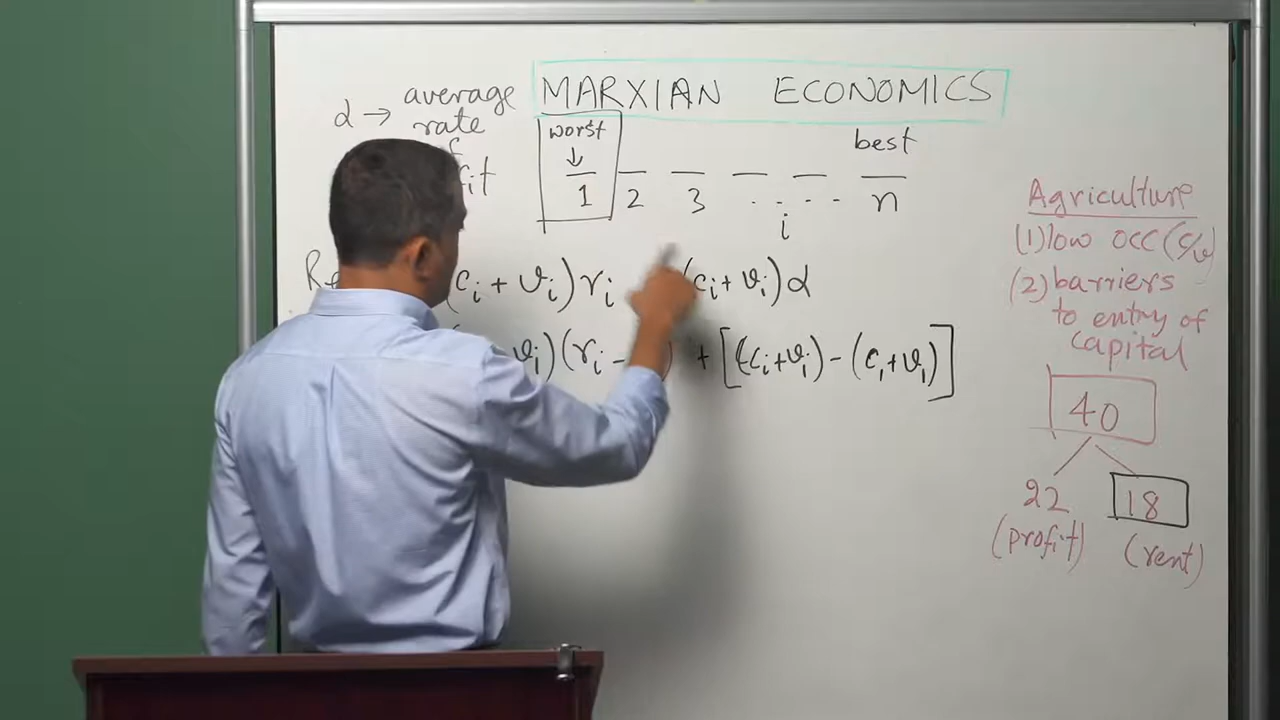 MARXIAN ECONOMICS
α → average
rate
worst
↓
1 2 3 . . . . . n
i
best
(cᵢ + vᵢ) rᵢ (cᵢ + vᵢ) α
vᵢ) (rᵢ - ) + [(cᵢ + vᵢ) - (c₁ + v₁)]
Agriculture
(1) low OCC (c/v)
(2) barriers
to entry of
capital
40
22 18
(profit) (rent)